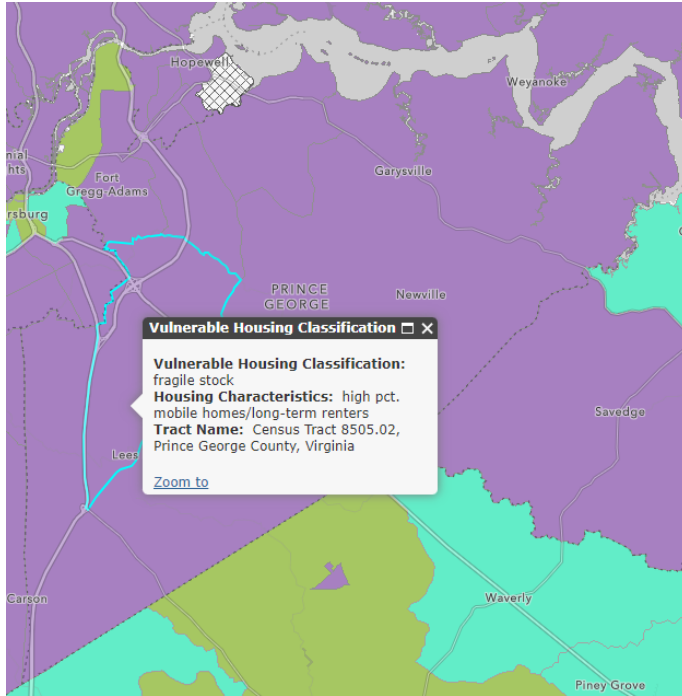 Hopewell
Weyanoke
nial
hts
Garysville
Fort
Gregg-Adams
rsburg
PRINCE
GEORGE
Newville
Vulnerable Housing Classification
Vulnerable Housing Classification:
fragile stock
Housing Characteristics: high pct.
mobile homes/long-term renters
Tract Name: Census Tract 8505.02,
Prince George County, Virginia
Savedge
Lees
Zoom to
Carson
Waverly
Piney Grove